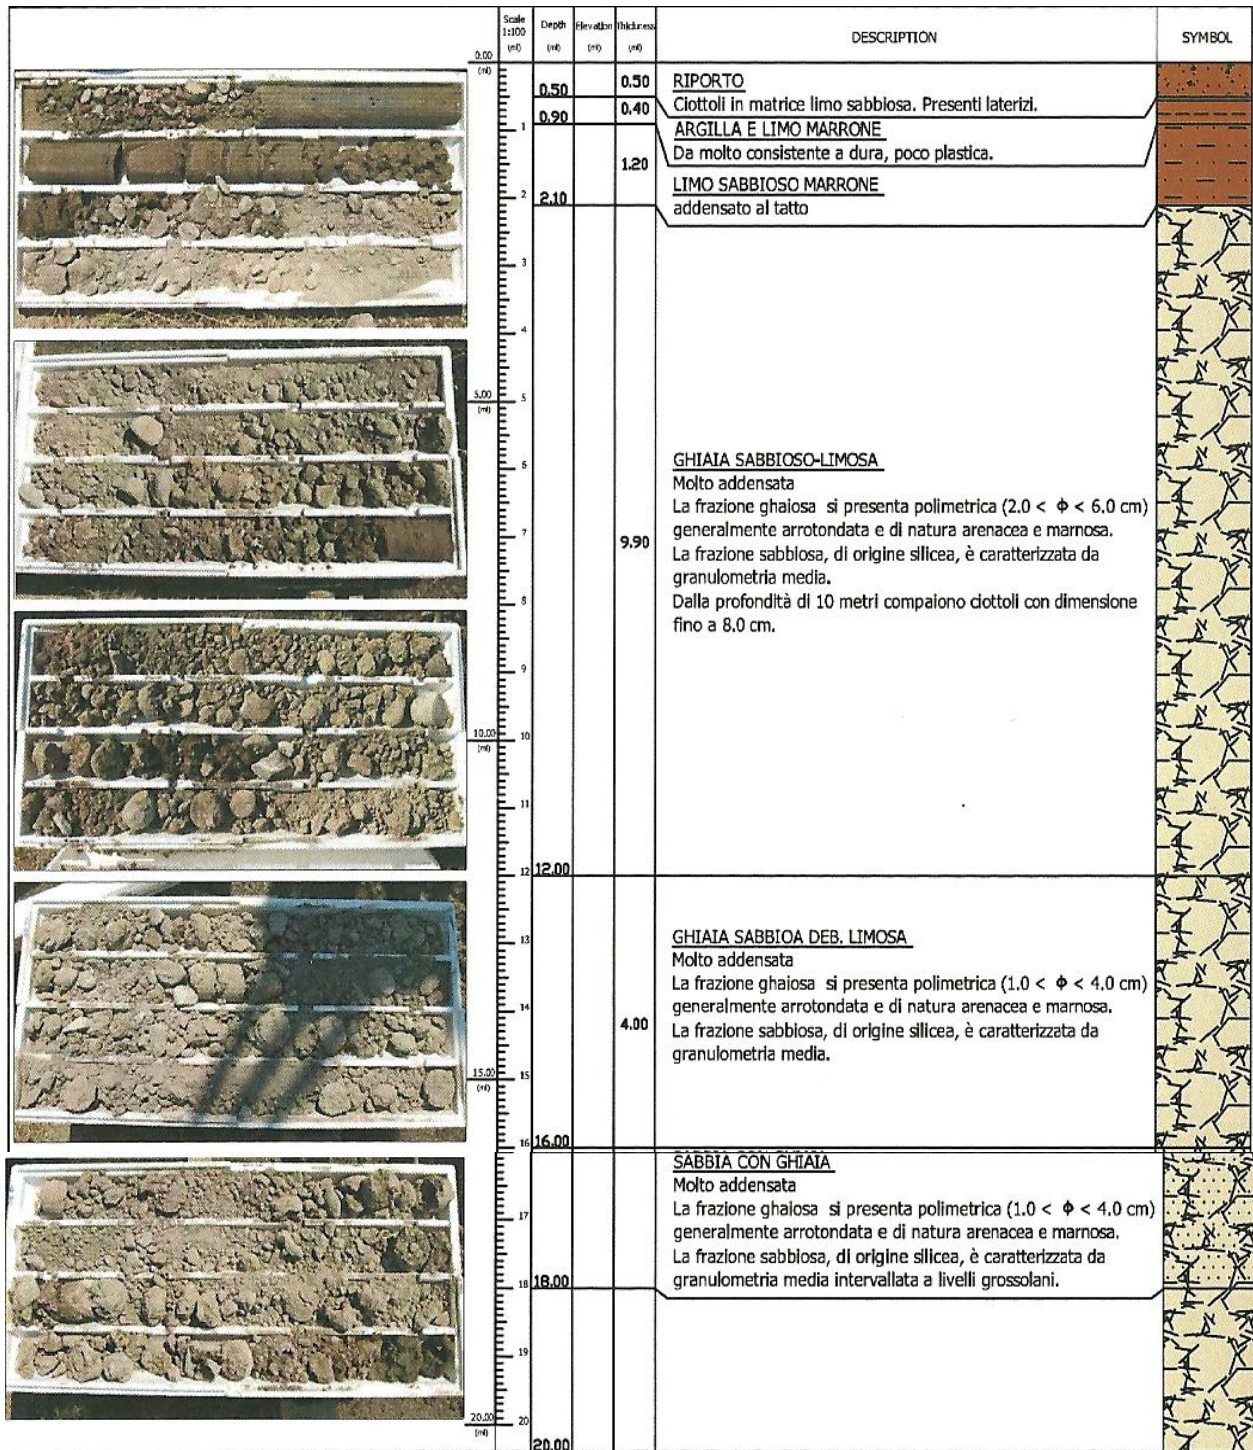 Scale
1:100
(ml)
Depth
(ml)
Elevation
(ml)
Thickness
(ml)
DESCRIPTION
SYMBOL
0.00
(ml)
0.50
0.50
RIPORTO
Ciottoli in matrice limo sabbiosa. Presenti laterizi.
0.90
0.40
ARGILLA E LIMO MARRONE
Da molto consistente a dura, poco plastica.
1
1.20
LIMO SABBIOSO MARRONE
addensato al tatto
2
2.10
3
4
5.00
(ml)
5
6
7
8
9
10.00
(ml)
10
11
9.90
GHIAIA SABBIOSO-LIMOSA
Molto addensata
La frazione ghaiosa si presenta polimetrica (2.0 < Φ < 6.0 cm)
generalmente arrotondata e di natura arenacea e marnosa.
La frazione sabbiosa, di origine silicea, è caratterizzata da
granulometria media.
Dalla profondità di 10 metri compaiono ciottoli con dimensione
fino a 8.0 cm.
12
12.00
13
14
15.00
(ml)
15
4.00
GHIAIA SABBIOA DEB. LIMOSA
Molto addensata
La frazione ghaiosa si presenta polimetrica (1.0 < Φ < 4.0 cm)
generalmente arrotondata e di natura arenacea e marnosa.
La frazione sabbiosa, di origine silicea, è caratterizzata da
granulometria media.
16
16.00
17
SABBIA CON GHIAIA
Molto addensata
La frazione ghaiosa si presenta polimetrica (1.0 < Φ < 4.0 cm)
generalmente arrotondata e di natura arenacea e marnosa.
La frazione sabbiosa, di origine silicea, è caratterizzata da
granulometria media intervallata a livelli grossolani.
18
18.00
19
20.00
(ml)
20
20.00